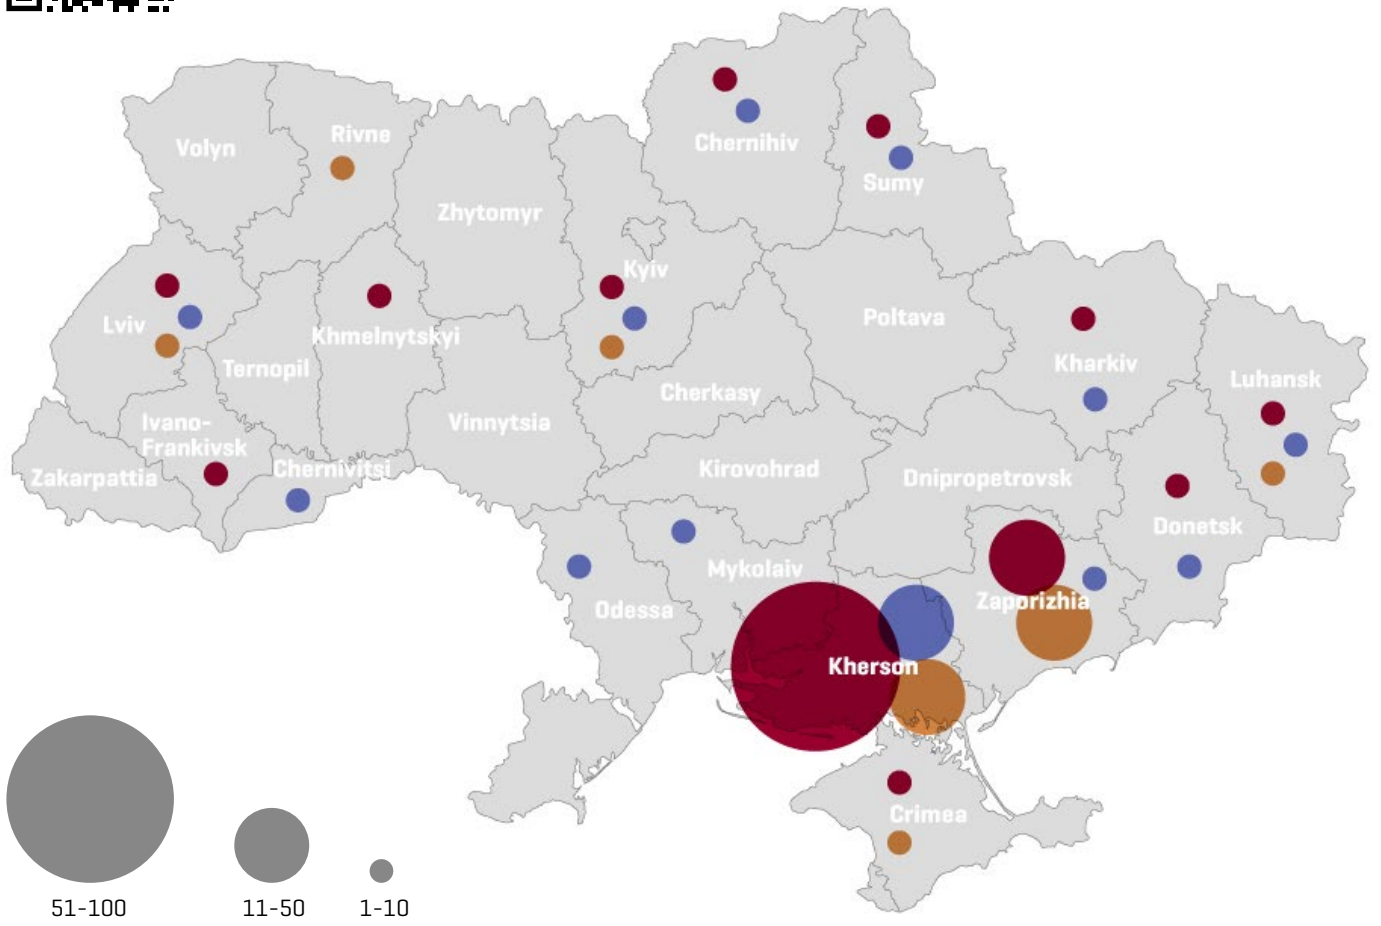 Volyn
Rivne
Chernihiv
Sumy
Zhytomyr
Kyiv
Lviv
Khmelnytskyi
Ternopil
Poltava
Kharkiv
Luhansk
Cherkasy
Ivano-
Frankivsk
Vinnytsia
Zakarpattia
Chernivitsi
Kirovohrad
Dnipropetrovsk
Donetsk
Mykolaiv
Odessa
Zaporizhia
Kherson
Crimea
51-100
11-50
1-10